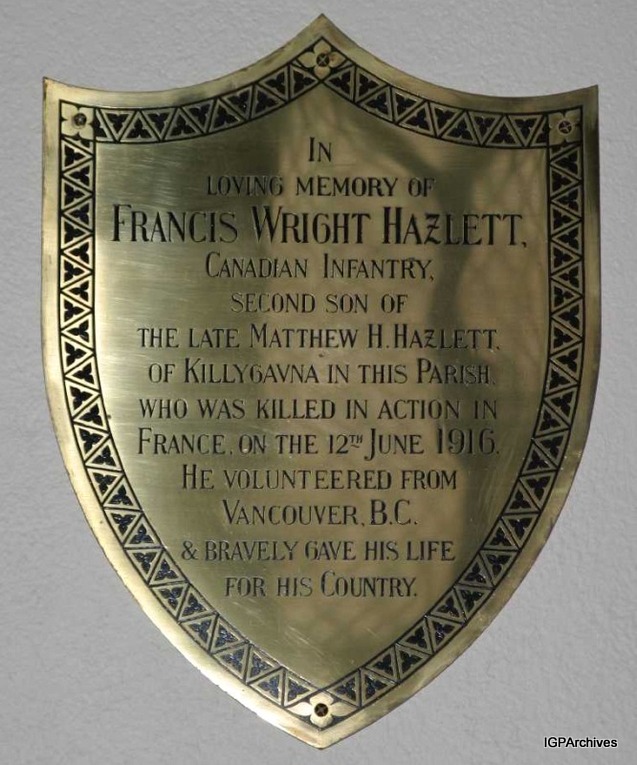 IN
LOVING MEMORY OF
FRANCIS WRIGHT HAZLETT,
CANADIAN INFANTRY,
SECOND SON OF
THE LATE MATTHEW H. HAZLETT,
OF KILLYGAVNA IN THIS PARISH,
WHO WAS KILLED IN ACTION IN
FRANCE, ON THE 12TH JUNE 1916.
HE VOLUNTEERED FROM
VANCOUVER, B.C.
& BRAVELY GAVE HIS LIFE
FOR HIS COUNTRY.
IGPArchives